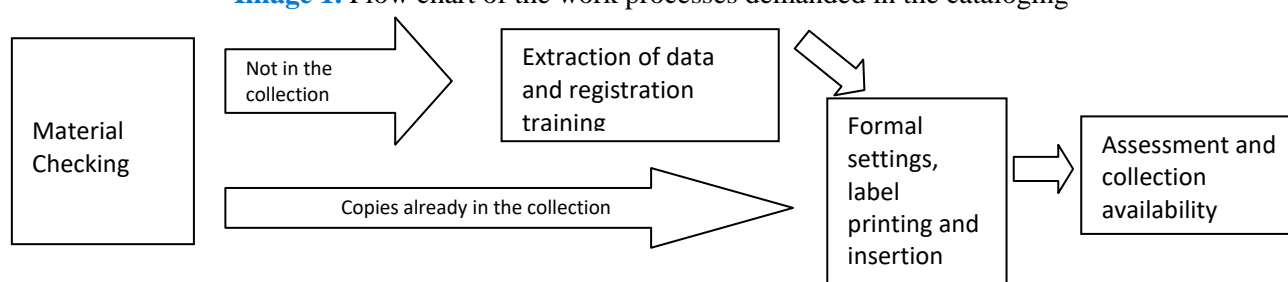 Image 1. Flow chart of the work processes demanded in the cataloging
Material
Checking
Not in the
collection
Extraction of data
and registration
training
Copies already in the collection
Formal
settings,
label
printing and
insertion
Assessment and
collection
availability